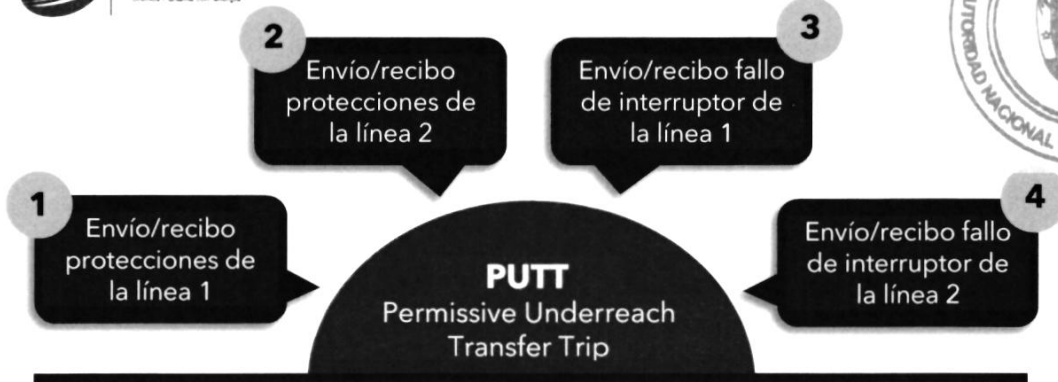 1
Envío/recibo
protecciones de
la línea 1
2
Envío/recibo
protecciones de
la línea 2
3
Envío/recibo fallo
de interruptor de
la línea 1
4
Envío/recibo fallo
de interruptor de
la línea 2
PUTT
Permissive Underreach
Transfer Trip
AUTORIDAD NACIONAL